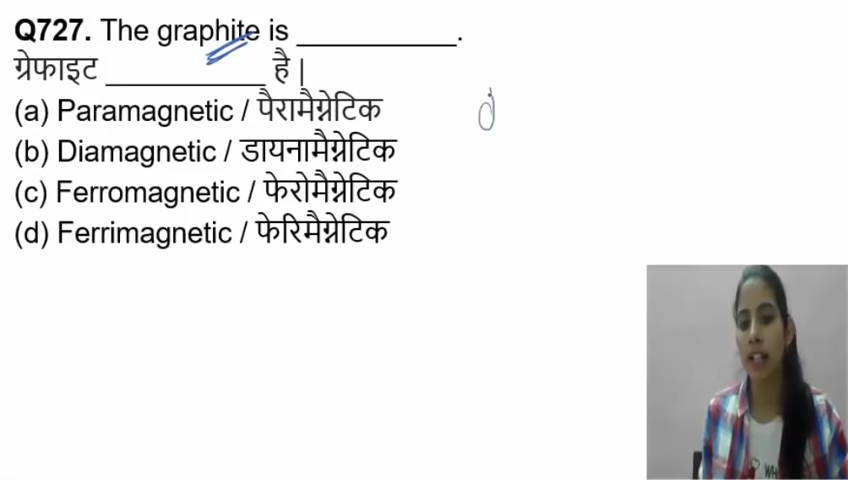 Q727. The graphite is __________.
ग्रेफाइट __________ है |
(a) Paramagnetic / पैरामैग्नेटिक
(b) Diamagnetic / डायनामैग्नेटिक
(c) Ferromagnetic / फेरोमैग्नेटिक
(d) Ferrimagnetic / फेरिमैग्नेटिक